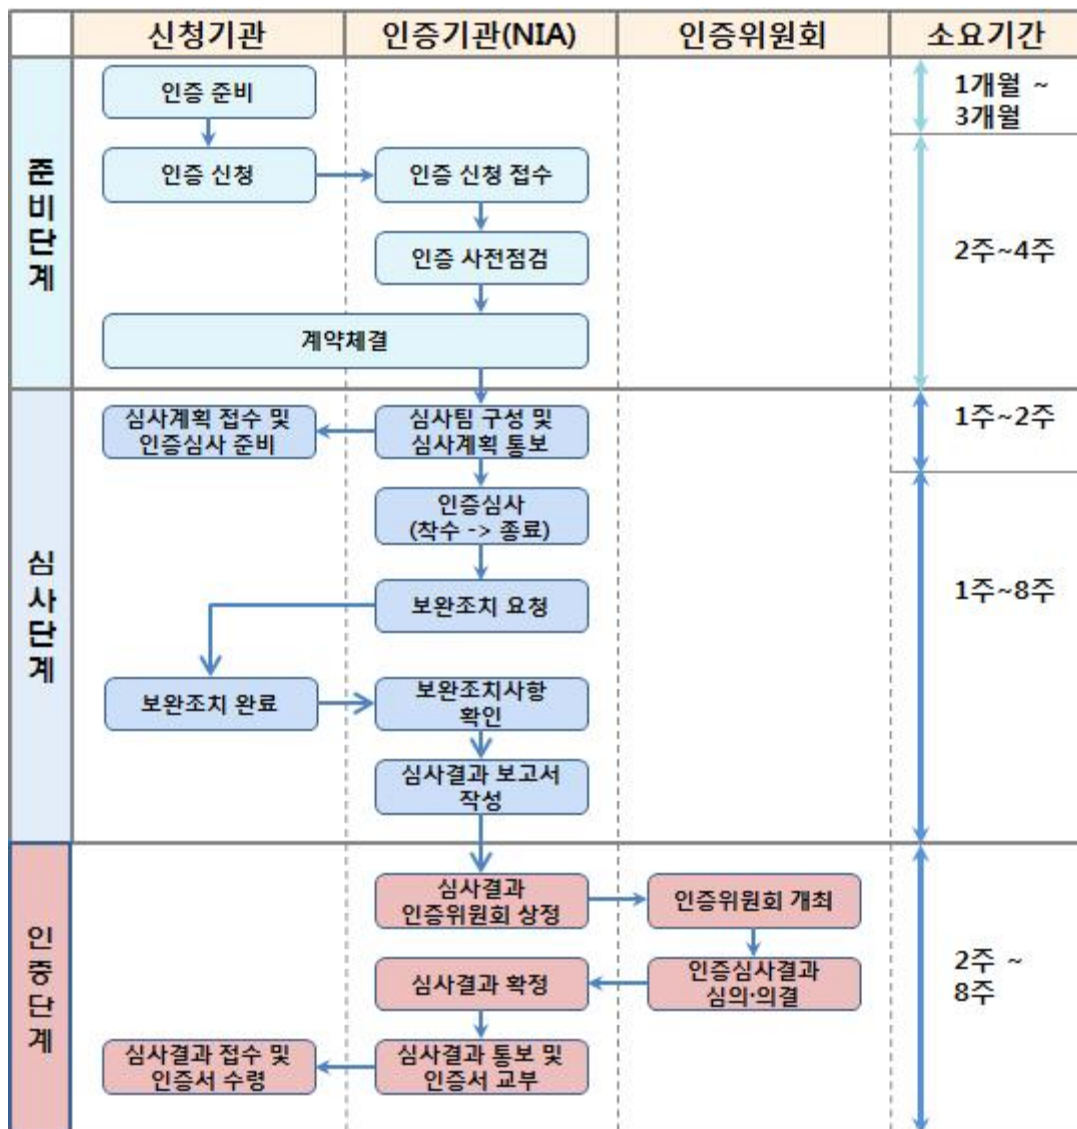 신청기관 인증기관(NIA) 인증위원회 소요기간
준비단계
인증 준비
1개월 ~
3개월
인증 신청
인증 신청 접수
인증 사전점검
2주~4주
계약체결
심사단계
심사계획 접수 및
인증심사 준비
심사팀 구성 및
심사계획 통보
1주~2주
인증심사
(착수 -> 종료)
보완조치 요청
1주~8주
보완조치 완료
보완조치사항
확인
심사결과 보고서
작성
인증단계
심사결과
인증위원회 상정
인증위원회 개최
심사결과 확정
인증심사결과
심의·의결
2주 ~
8주
심사결과 접수 및
인증서 수령
심사결과 통보 및
인증서 교부